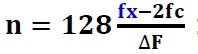 n = 128 fx-2fc
ΔF